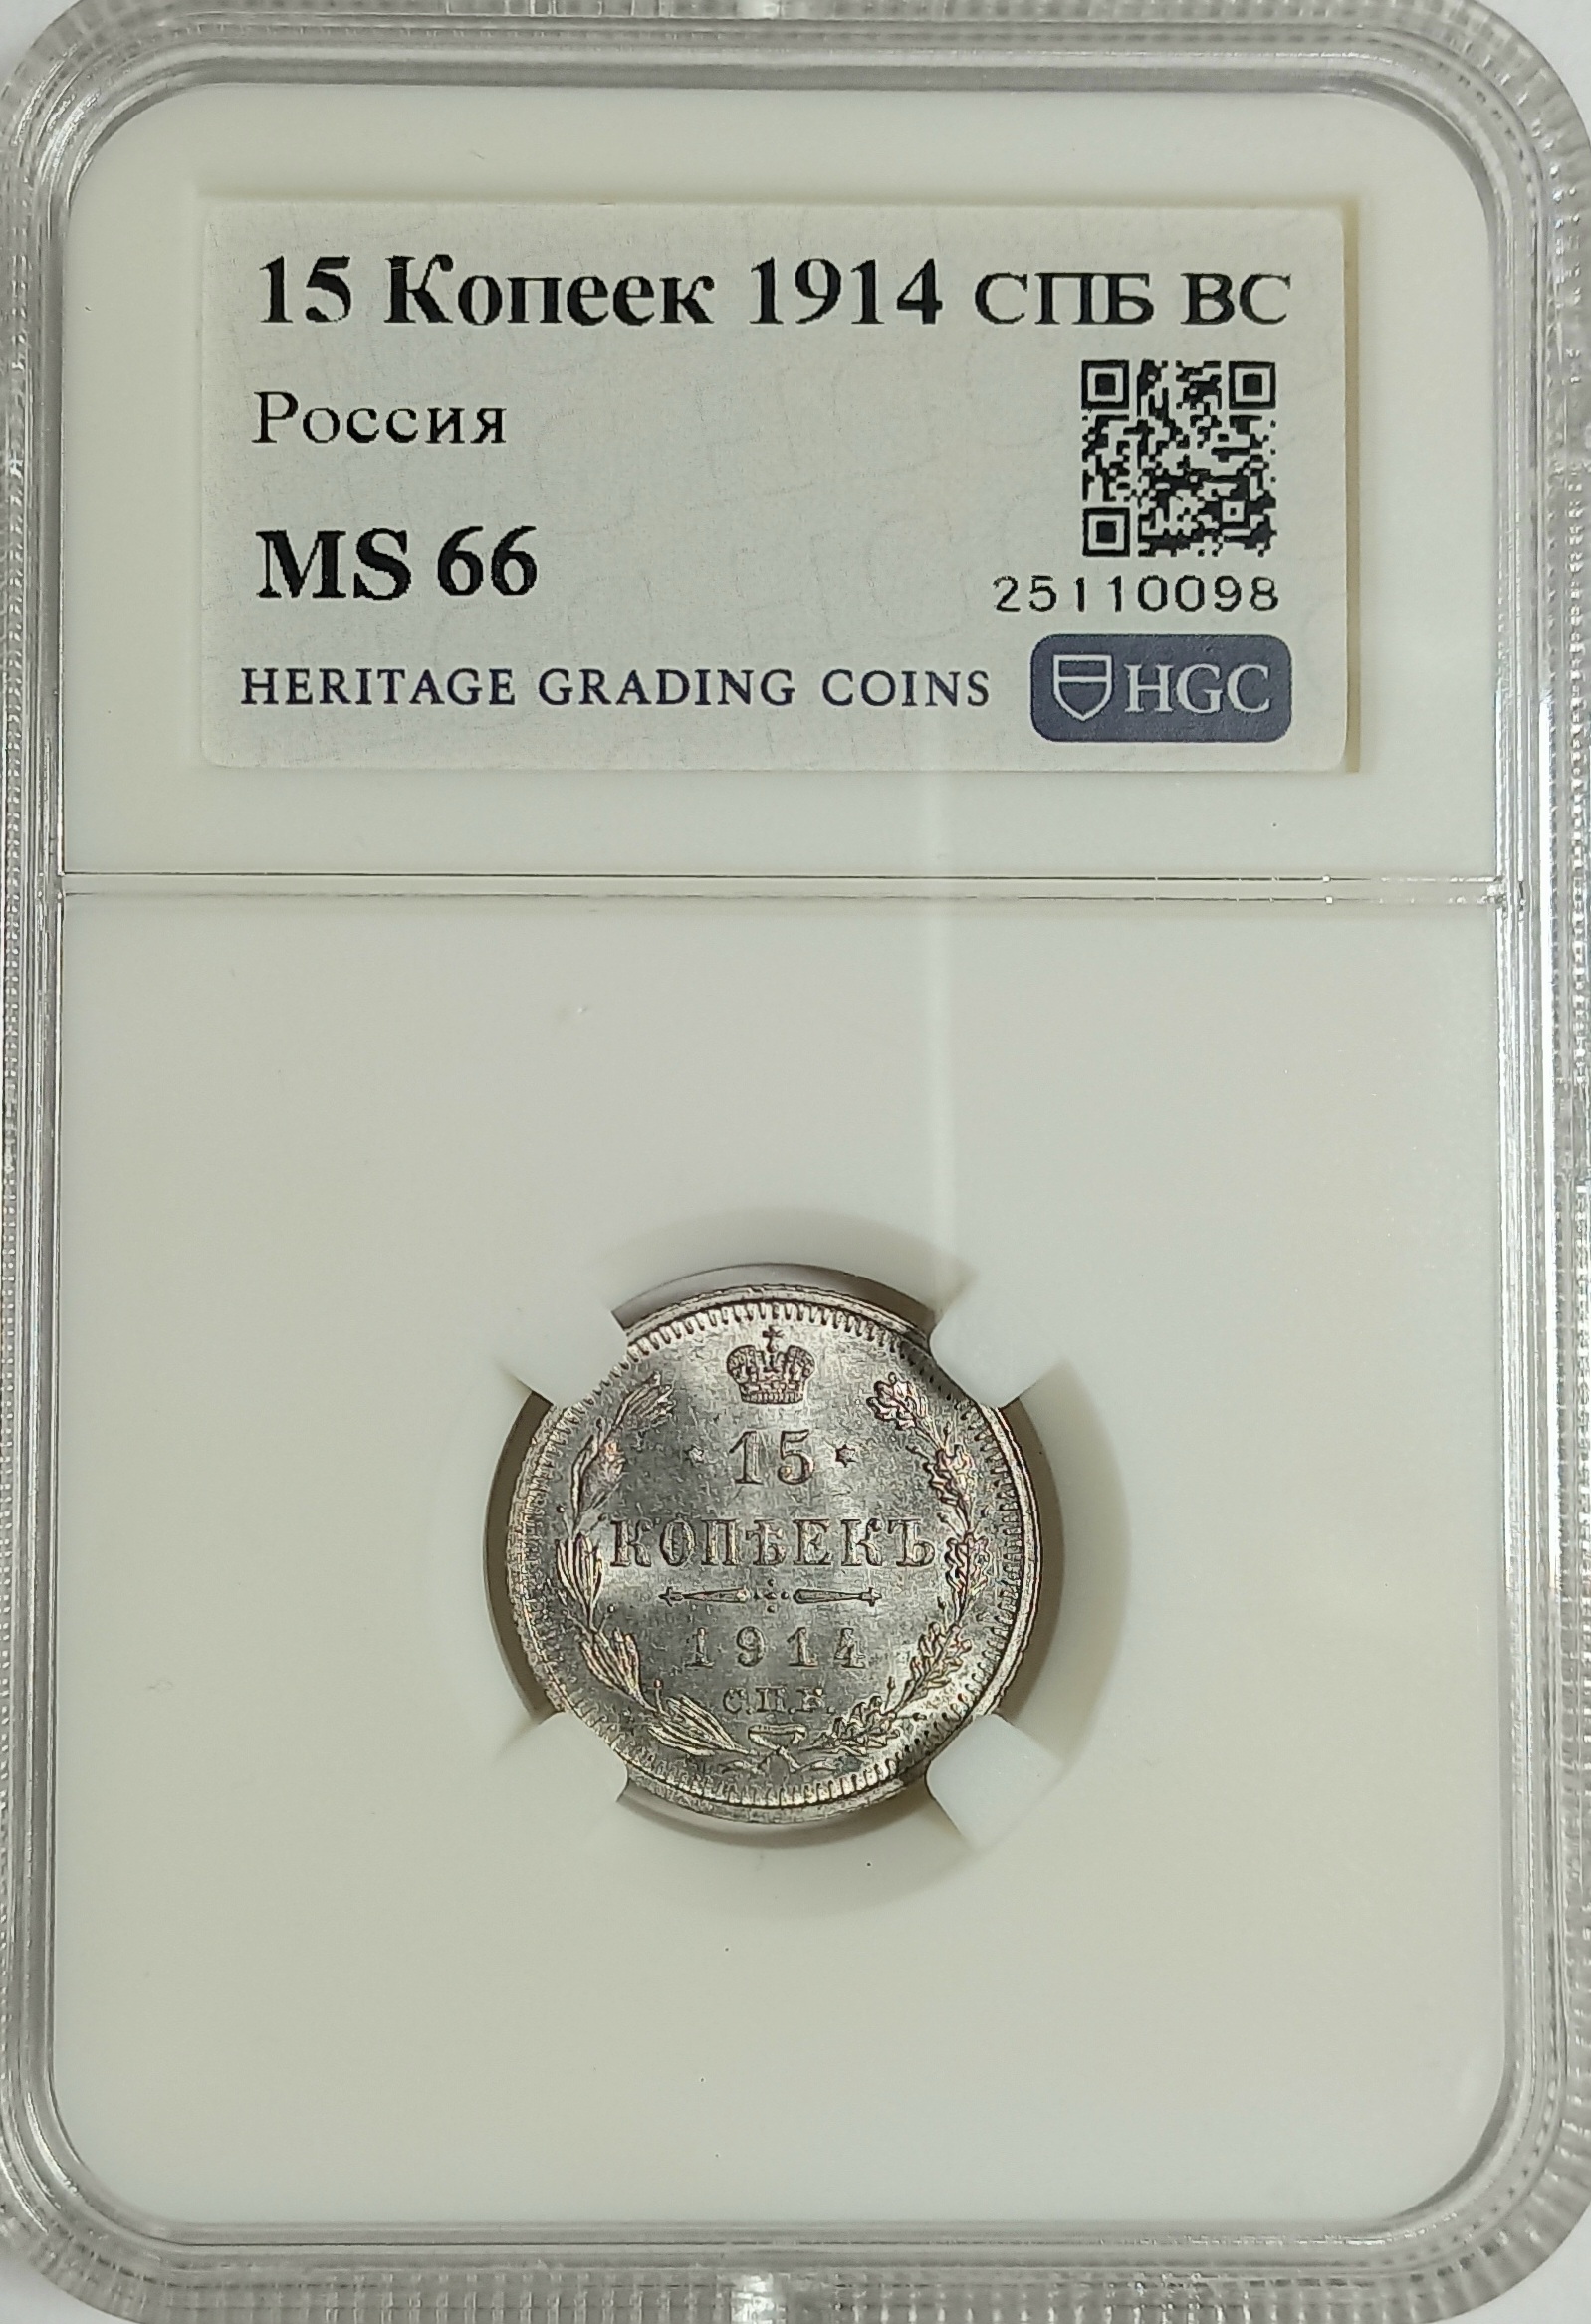 15 Копеек 1914 СПБ ВС
Россия
MS 66
25110098
HERITAGE GRADING COINS HGC
15
КОПѢЕКЪ
1914
С.П.Б.